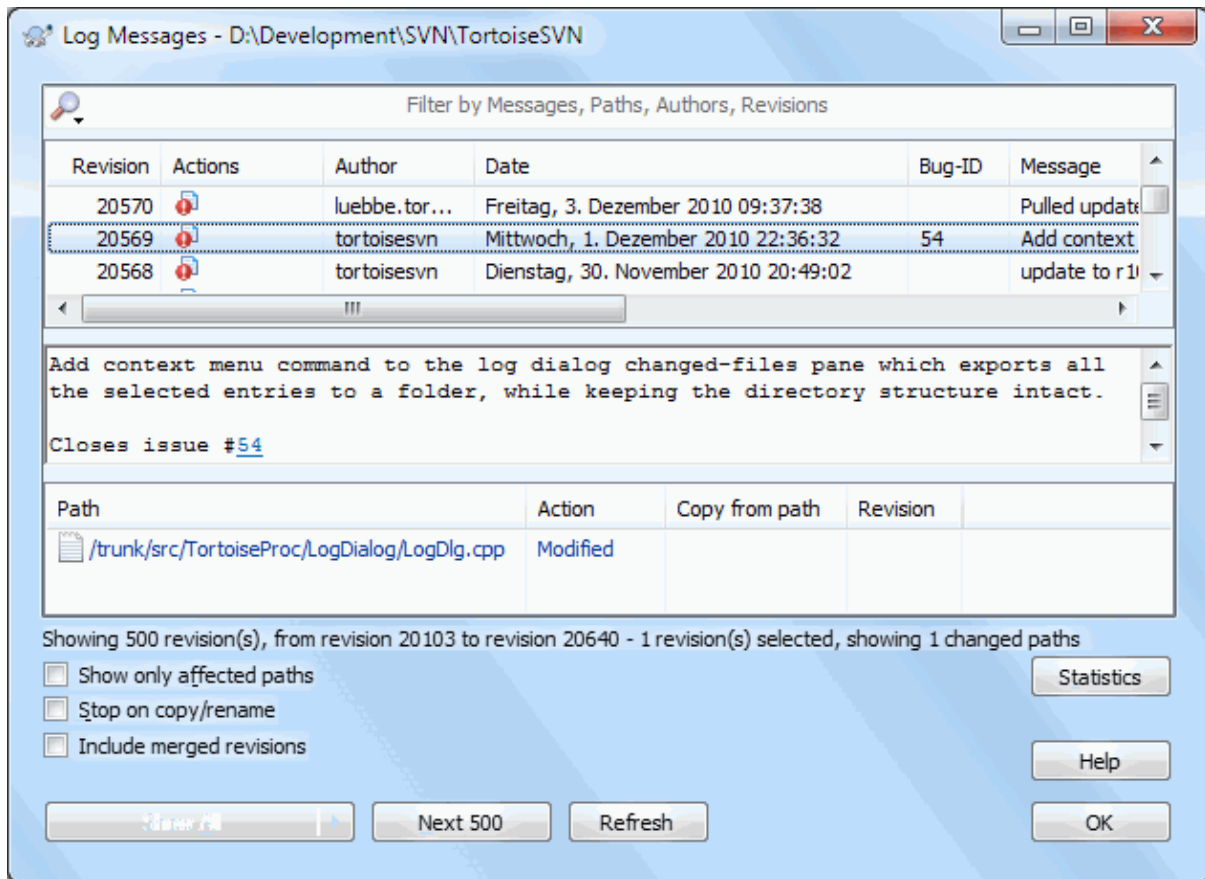 Log Messages - D:\Development\SVN\TortoiseSVN
Filter by Messages, Paths, Authors, Revisions
Revision Actions Author Date Bug-ID Message
20570 luebbe.tor... Freitag, 3. Dezember 2010 09:37:38 Pulled update
20569 tortoisesvn Mittwoch, 1. Dezember 2010 22:36:32 54 Add context
20568 tortoisesvn Dienstag, 30. November 2010 20:49:02 update to
Add context menu command to the log dialog changed-files pane which exports all
the selected entries to a folder, while keeping the directory structure intact.
Closes issue #54
Path Action Copy from path Revision
/trunk/src/TortoiseProc/LogDialog/LogDlg.cpp Modified
Showing 500 revision(s), from revision 20103 to revision 20640 - 1 revision(s) selected, showing 1 changed paths
Show only affected paths
Statistics
Stop on copy/rename
Include merged revisions
Help
Next 500 Refresh OK